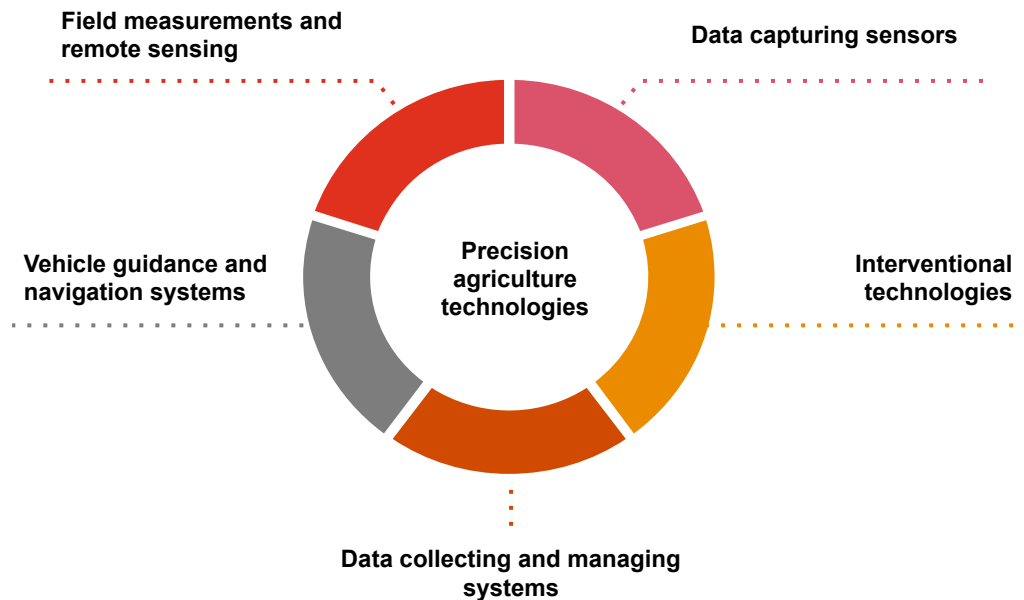 Field measurements and
remote sensing
Data capturing sensors
Vehicle guidance and
navigation systems
Precision
agriculture
technologies
Interventional
technologies
Data collecting and managing
systems